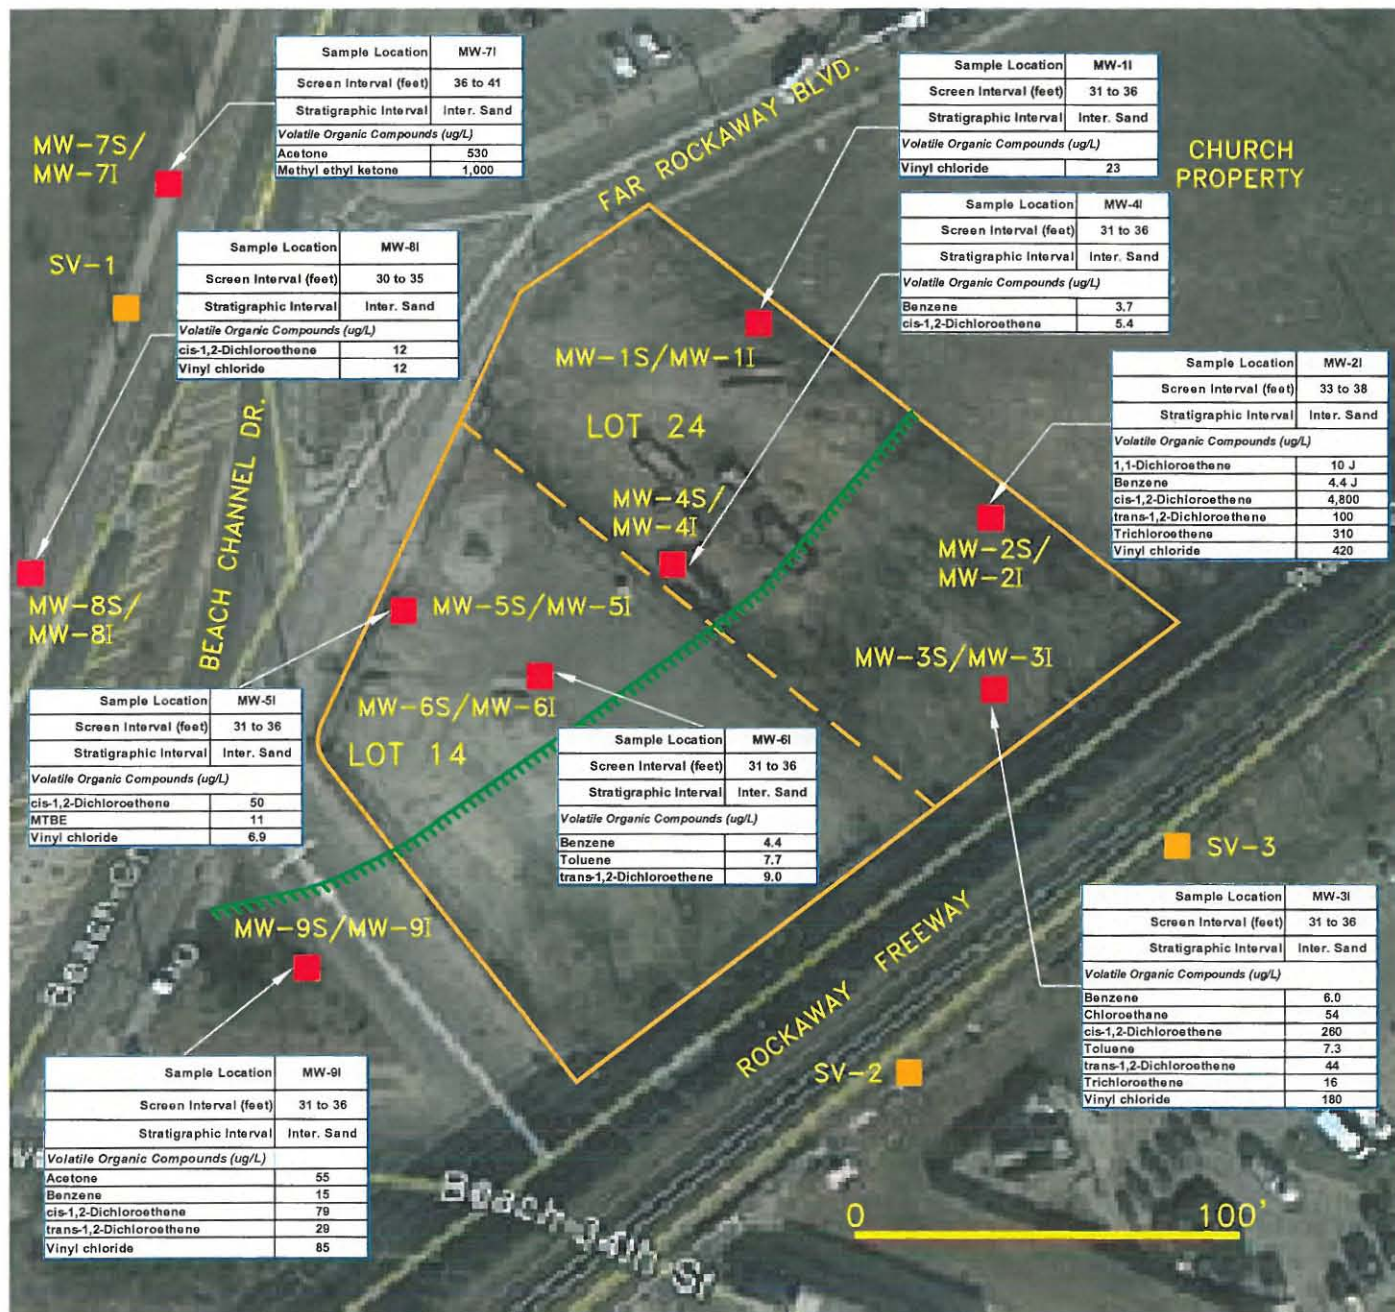 Sample Location MW-7I
Screen Interval (feet) 36 to 41
Stratigraphic Interval Inter. Sand
Volatile Organic Compounds (ug/L)
Acetone 530
Methyl ethyl ketone 1,000
Sample Location MW-1I
Screen Interval (feet) 31 to 36
Stratigraphic Interval Inter. Sand
Volatile Organic Compounds (ug/L)
Vinyl chloride 23
FAR ROCKAWAY BLVD.
CHURCH
PROPERTY
MW-7S/
MW-7I
Sample Location MW-4I
Screen Interval (feet) 31 to 36
Stratigraphic Interval Inter. Sand
Volatile Organic Compounds (ug/L)
Benzene 3.7
cis-1,2-Dichloroethene 5.4
SV-1
Sample Location MW-8I
Screen Interval (feet) 30 to 35
Stratigraphic Interval Inter. Sand
Volatile Organic Compounds (ug/L)
cis-1,2-Dichloroethene 12
Vinyl chloride 12
MW-1S/MW-1I
LOT 24
Sample Location MW-2I
Screen Interval (feet) 33 to 38
Stratigraphic Interval Inter. Sand
Volatile Organic Compounds (ug/L)
1,1-Dichloroethene 10 J
Benzene 4.4 J
cis-1,2-Dichloroethene 4,800
trans-1,2-Dichloroethene 100
Trichloroethene 310
Vinyl chloride 420
BEACH CHANNEL DR.
MW-4S/
MW-4I
MW-2S/
MW-2I
MW-8S/
MW-8I
MW-5S/MW-5I
MW-3S/MW-3I
MW-6S/MW-6I
LOT 14
Sample Location MW-5I
Screen Interval (feet) 31 to 36
Stratigraphic Interval Inter. Sand
Volatile Organic Compounds (ug/L)
cis-1,2-Dichloroethene 50
MTBE 11
Vinyl chloride 6.9
Sample Location MW-6I
Screen Interval (feet) 31 to 36
Stratigraphic Interval Inter. Sand
Volatile Organic Compounds (ug/L)
Benzene 4.4
Toluene 7.7
trans-1,2-Dichloroethene 9.0
SV-3
MW-9S/MW-9I
ROCKAWAY FREEWAY
Sample Location MW-3I
Screen Interval (feet) 31 to 36
Stratigraphic Interval Inter. Sand
Volatile Organic Compounds (ug/L)
Benzene 6.0
Chloroethane 54
cis-1,2-Dichloroethene 260
Toluene 7.3
trans-1,2-Dichloroethene 44
Trichloroethene 16
Vinyl chloride 180
SV-2
Sample Location MW-9I
Screen Interval (feet) 31 to 36
Stratigraphic Interval Inter. Sand
Volatile Organic Compounds (ug/L)
Acetone 55
Benzene 15
cis-1,2-Dichloroethene 79
trans-1,2-Dichloroethene 29
Vinyl chloride 85
Beach 34th St
0 100'